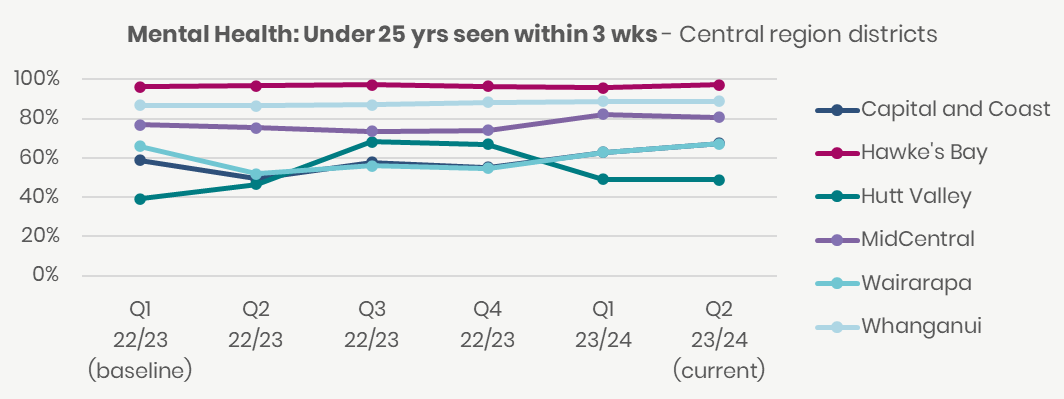 Mental Health: Under 25 yrs seen within 3 wks - Central region districts
100%
80%
60%
40%
20%
0%
Q1 Q2 Q3 Q4 Q1 Q2
22/23 22/23 22/23 22/23 23/24 23/24
(baseline) (current)
Capital and Coast
Hawke's Bay
Hutt Valley
MidCentral
Wairarapa
Whanganui